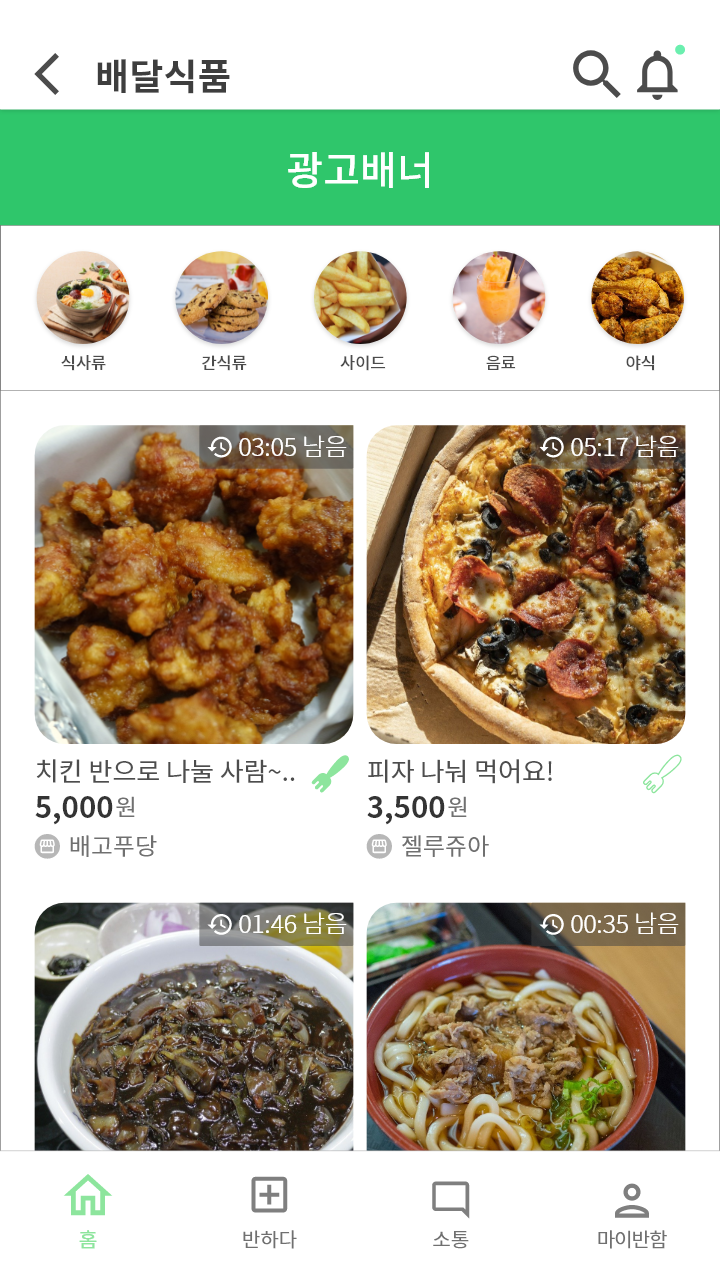 배달식품
광고배너
식사류 간식류 사이드 음료 야식
03:05 남음 05:17 남음
치킨 반으로 나눌 사람~.. 피자 나눠 먹어요!
5,000원 3,500원
배고푸당 젤루쥬아
01:46 남음 00:35 남음
홈 반하다 소통 마이반함